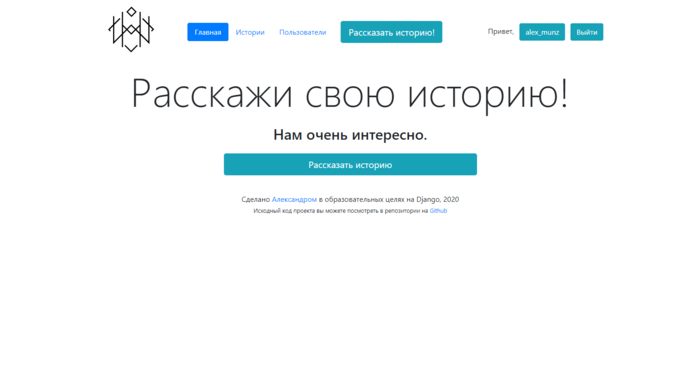 Главная Истории Пользователи Рассказать историю! Привет, alex_munz Выйти
Расскажи свою историю!
Нам очень интересно.
Рассказать историю
Сделано Александром в образовательных целях на Django, 2020
Исходный код проекта вы можете посмотреть в репозитории на Github